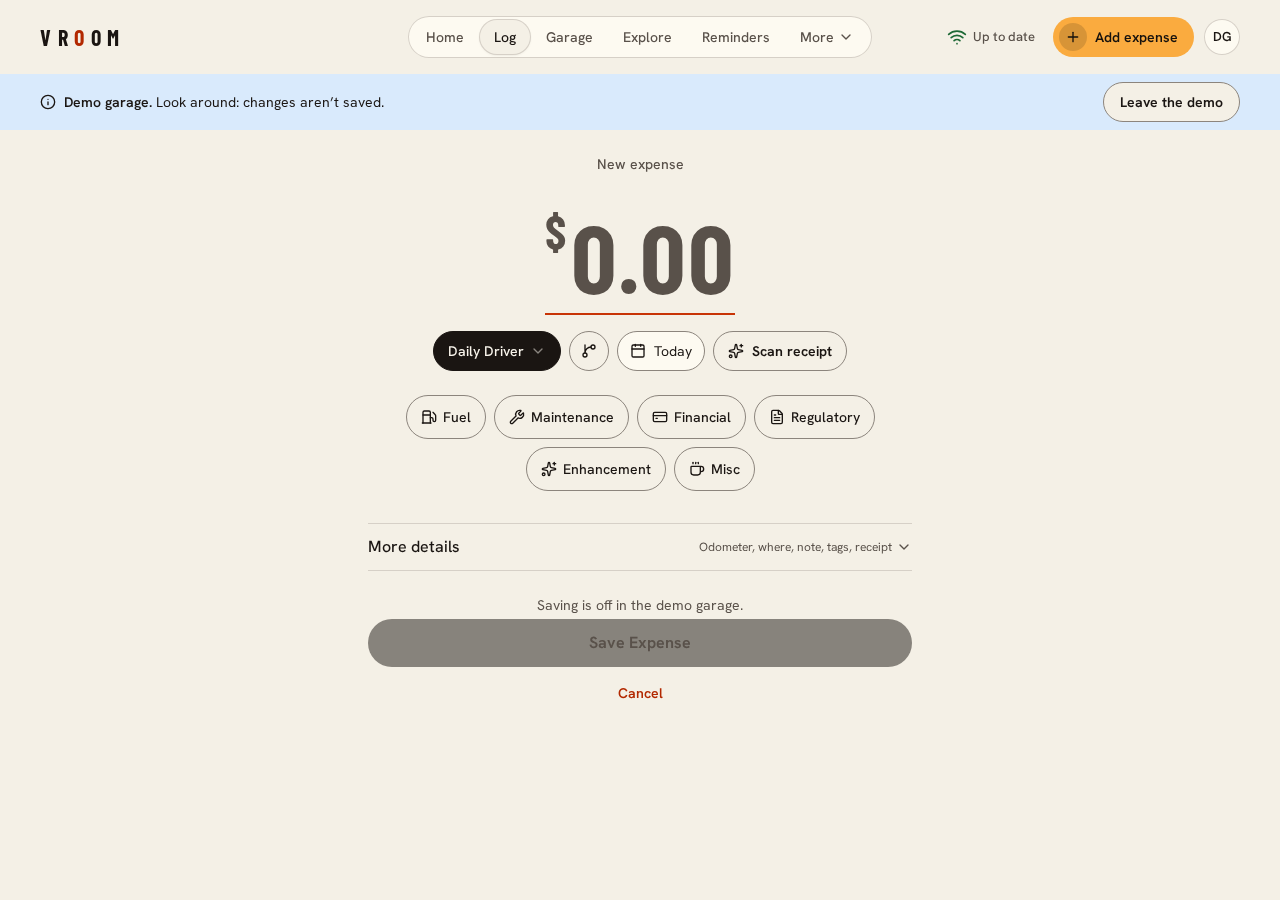 VROOM
Home
Log
Garage
Explore
Reminders
More
Up to date
Add expense
DG
Demo garage. Look around: changes aren’t saved.
Leave the demo
New expense
$0.00
Daily Driver
Today
Scan receipt
Fuel
Maintenance
Financial
Regulatory
Enhancement
Misc
More details
Odometer, where, note, tags, receipt
Saving is off in the demo garage.
Save Expense
Cancel